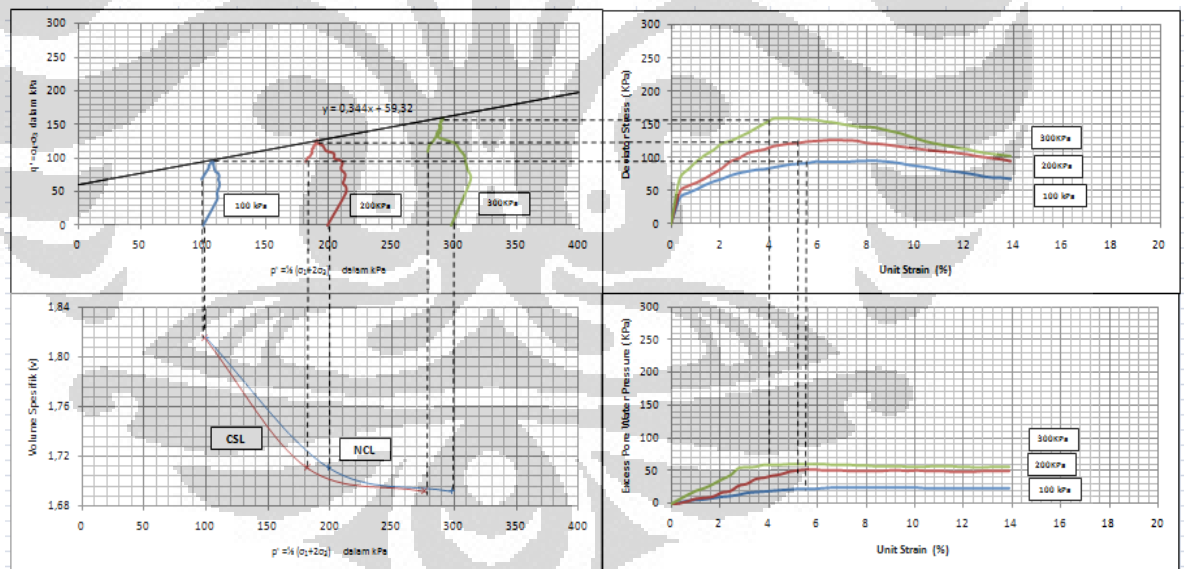 300
250
200
150
100
50
0
q'=σ₁-σ₃ dalam kPa
y = 0,344x + 59,32
100 kPa
200KPa
300KPa
0 50 100 150 200 250 300 350 400
p' =⅓ (σ₁+2σ₃) dalam kPa
300
250
200
150
100
50
0
Deviator Stress (KPa)
300KPa
200KPa
100 kPa
0 2 4 6 8 10 12 14 16 18 20
Unit Strain (%)
1,84
1,80
1,76
1,72
1,68
Volume Spesifik (v)
CSL
NCL
0 50 100 150 200 250 300 350 400
p' =⅓ (σ₁+2σ₃) dalam kPa
300
250
200
150
100
50
0
Excess Pore Water Pressure (KPa)
300KPa
200KPa
100 kPa
0 2 4 6 8 10 12 14 16 18 20
Unit Strain (%)